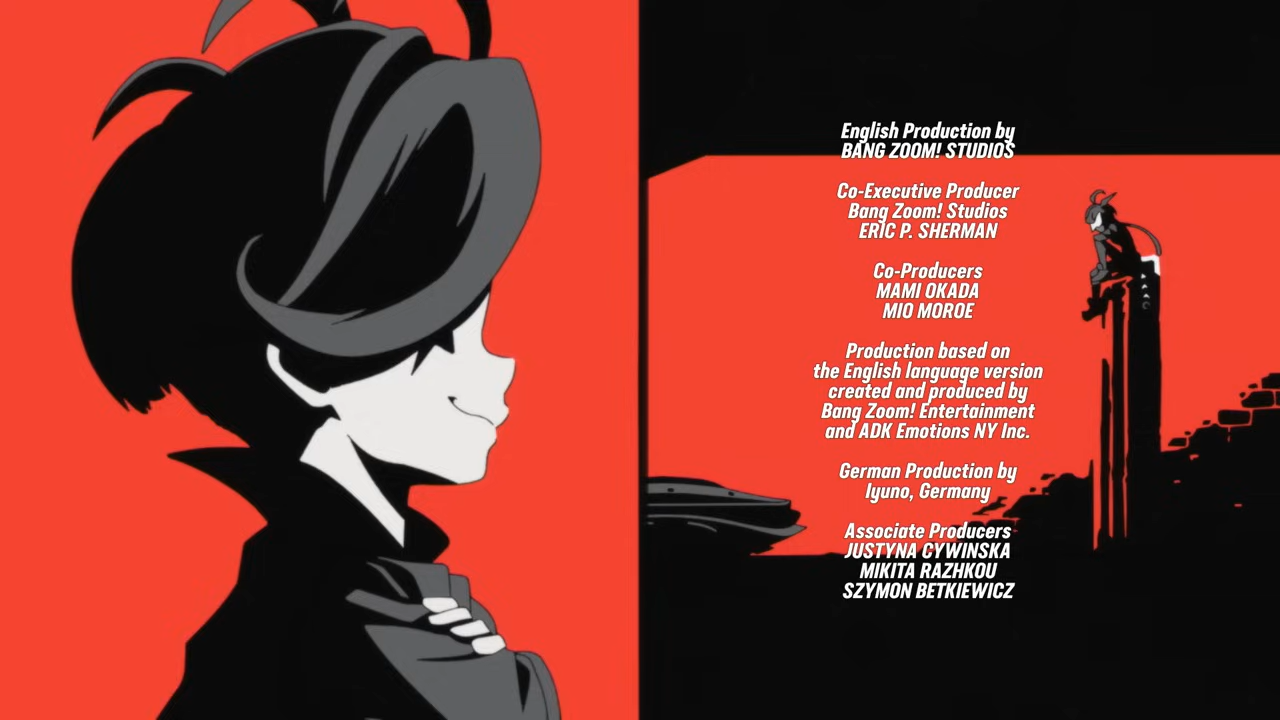 English Production by
BANG ZOOM! STUDIOS
Co-Executive Producer
Bang Zoom! Studios
ERIC P. SHERMAN
Co-Producers
MAMI OKADA
MIO MOROE
Production based on
the English language version
created and produced by
Bang Zoom! Entertainment
and ADK Emotions NY Inc.
German Production by
Iyuno, Germany
Associate Producers
JUSTYNA CYWINSKA
MIKITA RAZHKOU
SZYMON BETKIEWICZ